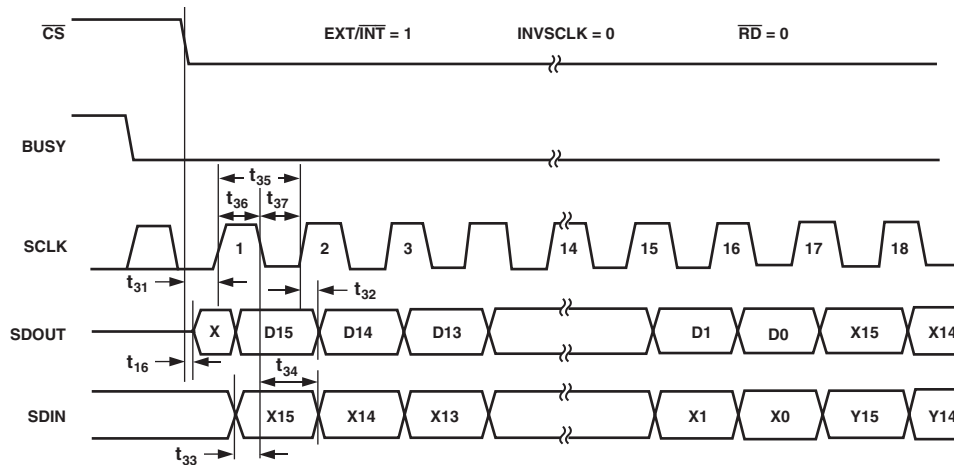 CS EXT/INT = 1 INVSCLK = 0 RD = 0
BUSY
t35
t36 t37
SCLK 1 2 3 14 15 16 17 18
t31 t32
SDOUT X D15 D14 D13 D1 D0 X15 X14
t16 t34
SDIN X15 X14 X13 X1 X0 Y15 Y14
t33